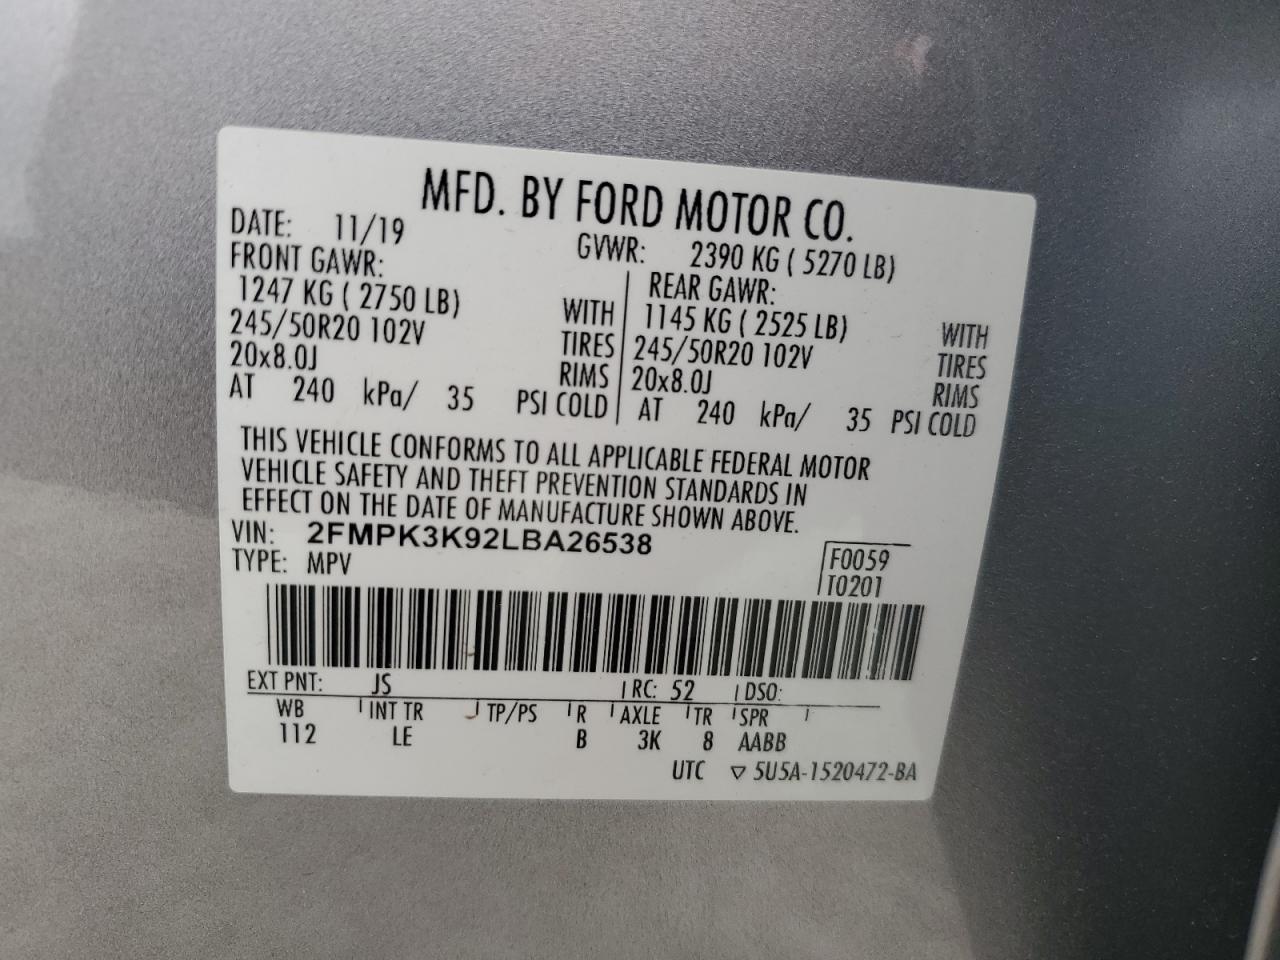 MFD. BY FORD MOTOR CO.
DATE: 11/19 GVWR: 2390 KG ( 5270 LB)
FRONT GAWR: REAR GAWR:
1247 KG ( 2750 LB) WITH 1145 KG ( 2525 LB) WITH
245/50R20 102V TIRES 245/50R20 102V TIRES
20x8.0J RIMS 20x8.0J RIMS
AT 240 kPa/ 35 PSI COLD AT 240 kPa/ 35 PSI COLD
THIS VEHICLE CONFORMS TO ALL APPLICABLE FEDERAL MOTOR
VEHICLE SAFETY AND THEFT PREVENTION STANDARDS IN
EFFECT ON THE DATE OF MANUFACTURE SHOWN ABOVE.
VIN: 2FMPK3K92LBA26538
TYPE: MPV F0059
T0201
EXT PNT: JS RC: 52 DSO:
WB INT TR TP/PS R AXLE TR SPR
112 LE B 3K 8 AABB
UTC ▽ 5U5A-1520472-BA